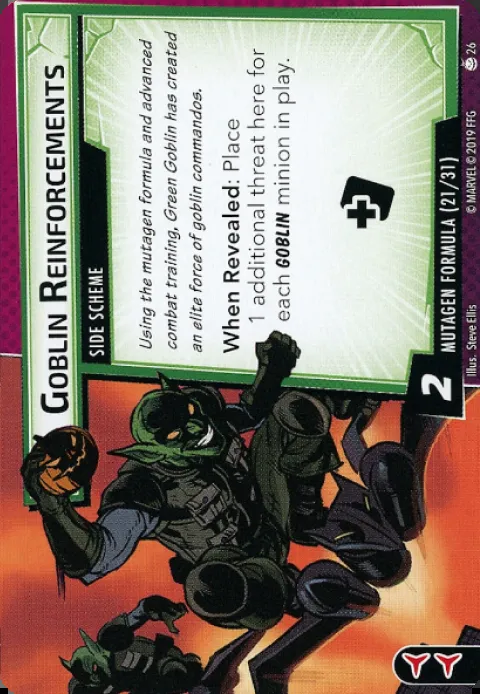 GOBLIN REINFORCEMENTS
SIDE SCHEME
Using the mutagen formula and advanced
combat training, Green Goblin has created
an elite force of goblin commandos.
When Revealed: Place
1 additional threat here for
each GOBLIN minion in play.
2
MUTAGEN FORMULA (21/31)
Illus. Steve Ellis
© MARVEL © 2019 FFG
26